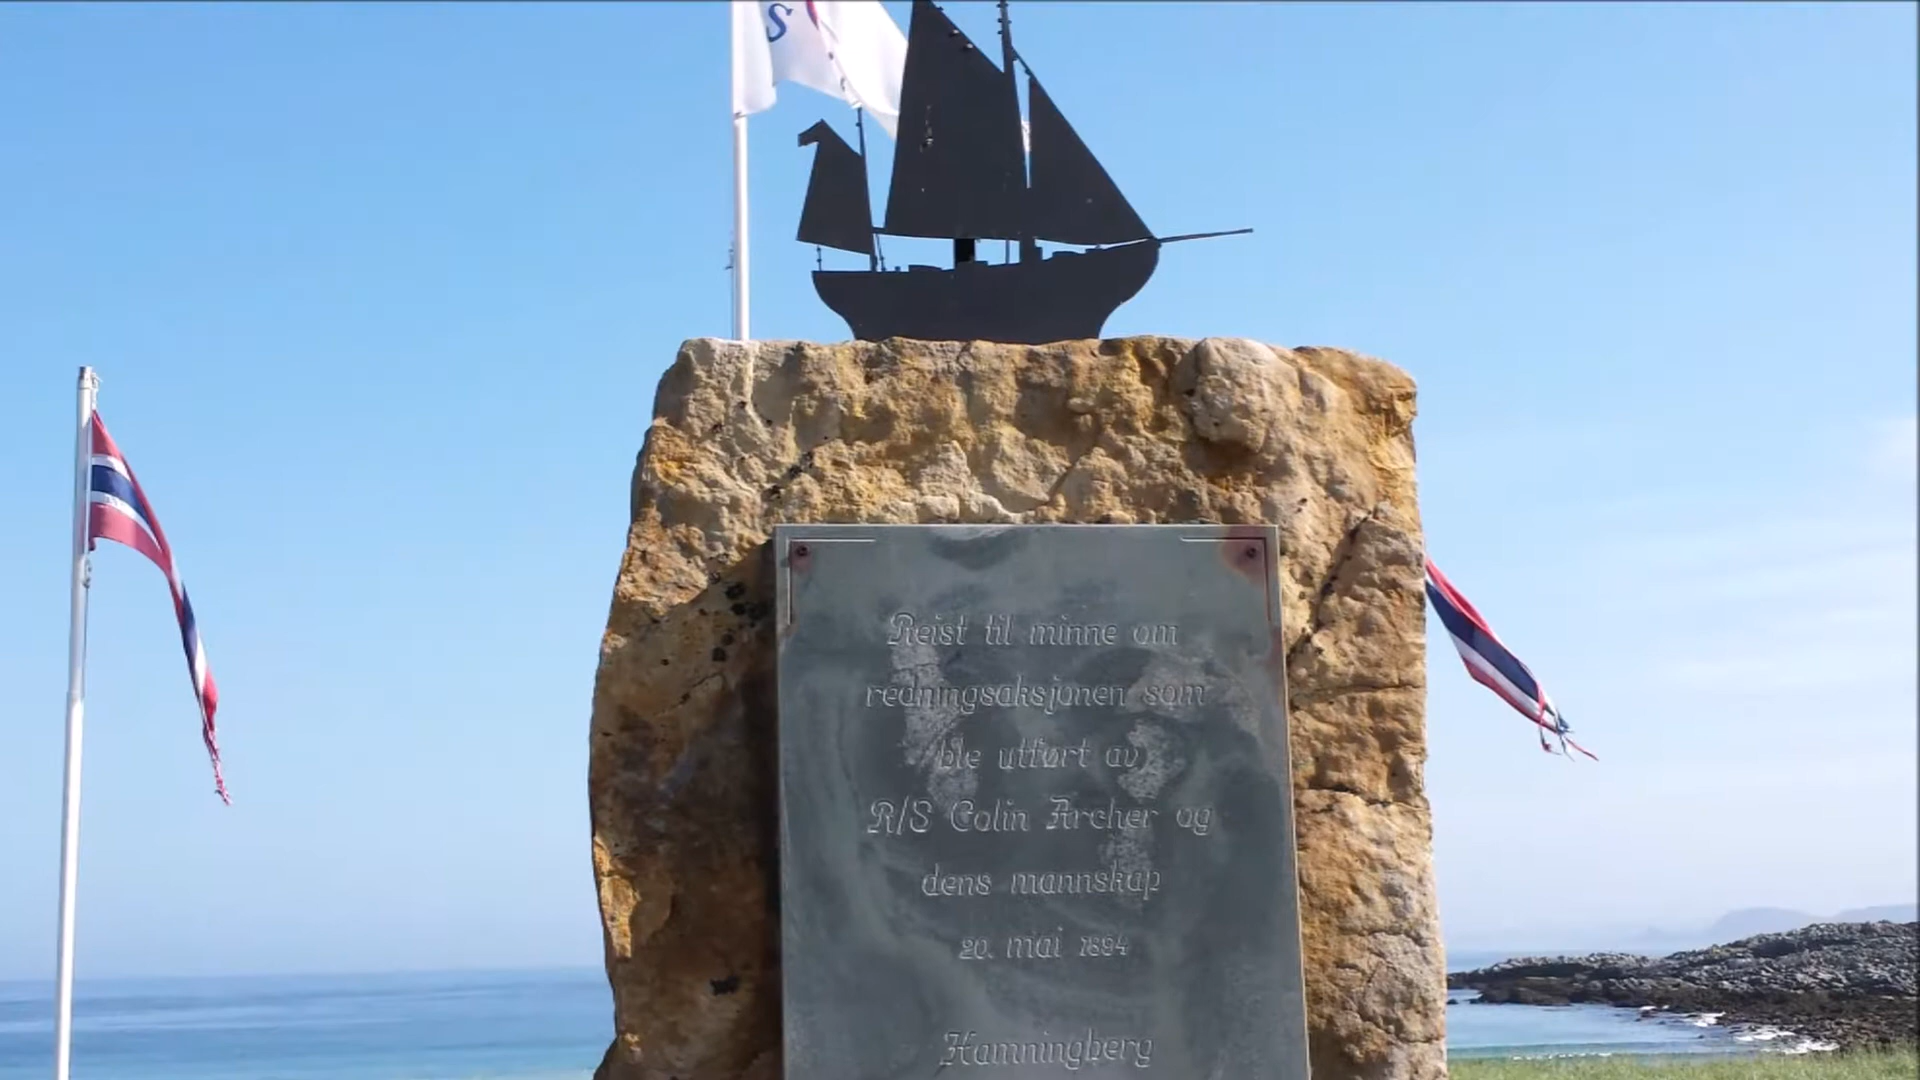 S
Reist til minne om
redningsaksjonen som
ble utført av
R/S Colin Archer og
dens mannskap
20. mai 1894
Hamningberg